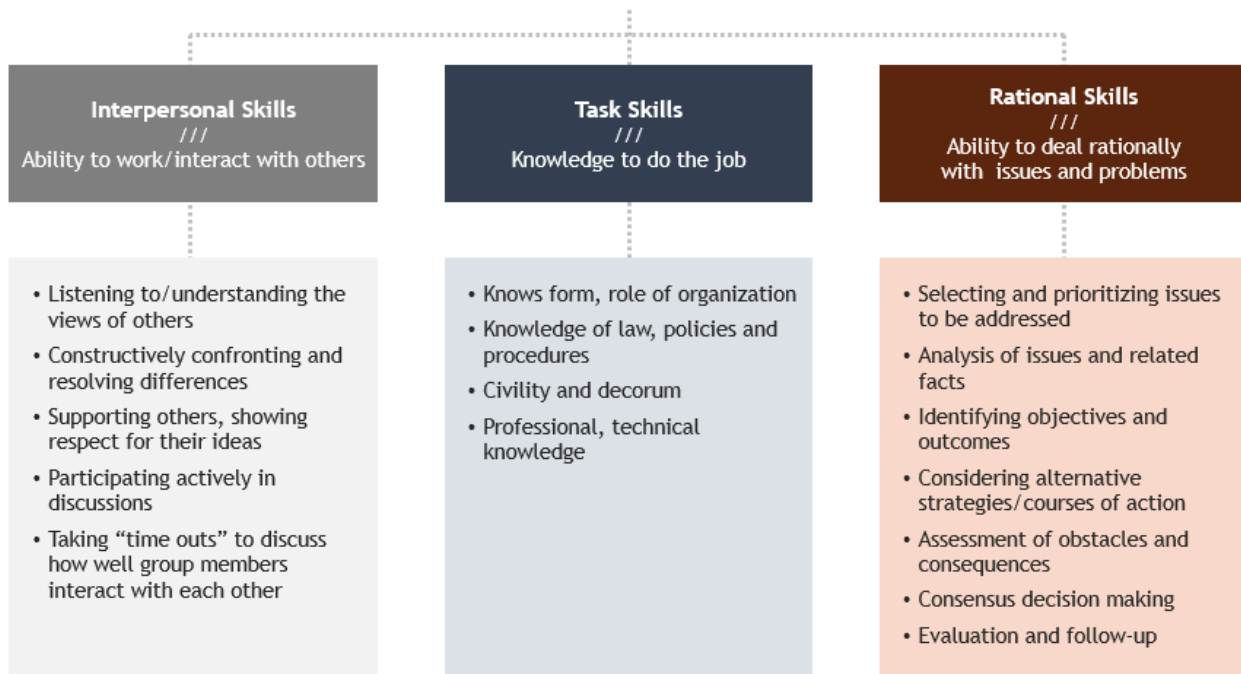 Interpersonal Skills
///
Ability to work/interact with others
• Listening to/understanding the
views of others
• Constructively confronting and
resolving differences
• Supporting others, showing
respect for their ideas
• Participating actively in
discussions
• Taking “time outs” to discuss
how well group members
interact with each other
Task Skills
///
Knowledge to do the job
• Knows form, role of organization
• Knowledge of law, policies and
procedures
• Civility and decorum
• Professional, technical
knowledge
Rational Skills
///
Ability to deal rationally
with issues and problems
• Selecting and prioritizing issues
to be addressed
• Analysis of issues and related
facts
• Identifying objectives and
outcomes
• Considering alternative
strategies/courses of action
• Assessment of obstacles and
consequences
• Consensus decision making
• Evaluation and follow-up